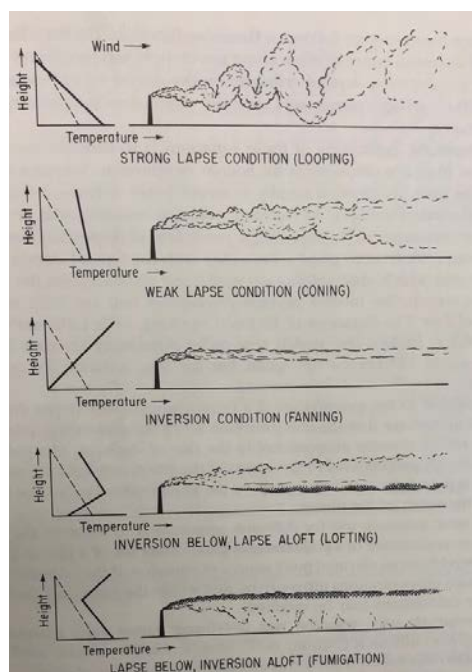 Wind →
Height →
Temperature →
STRONG LAPSE CONDITION (LOOPING)
Height →
Temperature →
WEAK LAPSE CONDITION (CONING)
Height →
Temperature →
INVERSION CONDITION (FANNING)
Height →
Temperature →
INVERSION BELOW, LAPSE ALOFT (LOFTING)
Height →
Temperature →
LAPSE BELOW, INVERSION ALOFT (FUMIGATION)